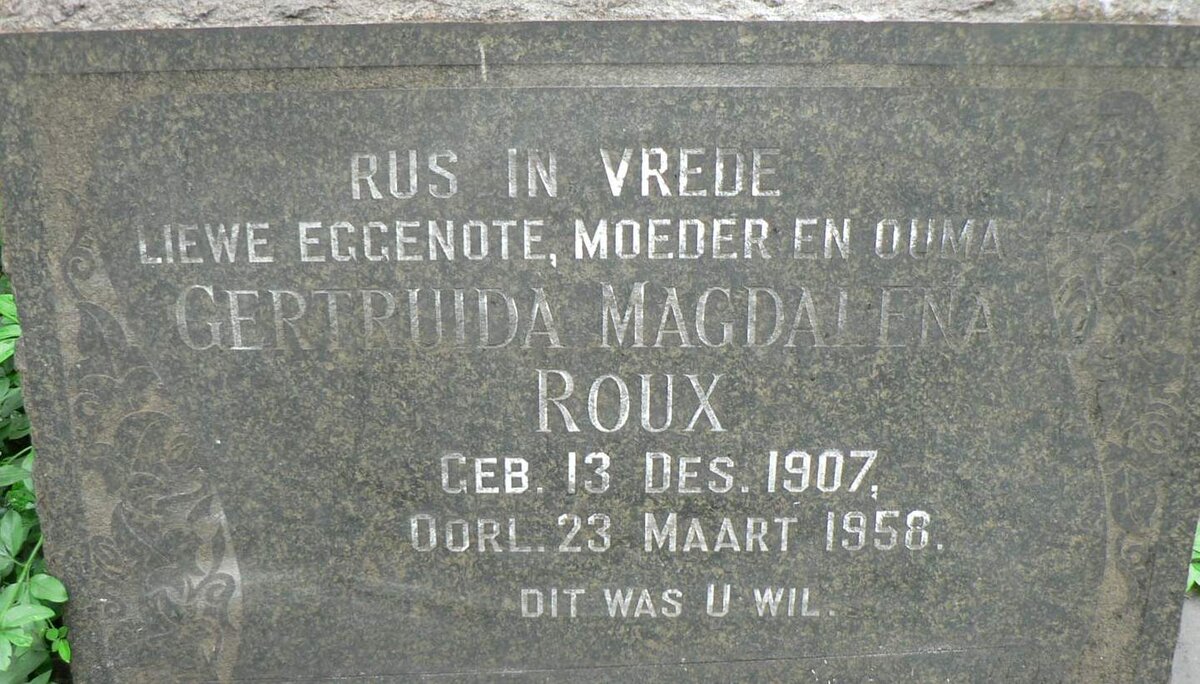 RUS IN VREDE
LIEWE EGGENOTE, MOEDER EN OUMA
GERTRUIDA MAGDALENA
ROUX
GEB. 13 DES. 1907,
OORL. 23 MAART 1958.
DIT WAS U WIL.